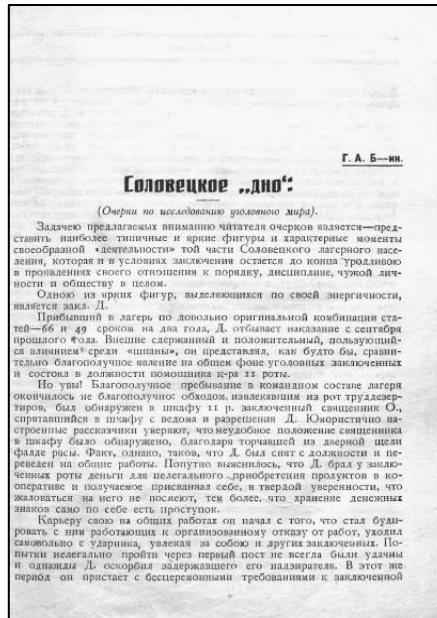 Г. А. Б—ин.
Соловецкое „дно“:
(Очерки по исследованию уголовного мира).
Задачею предлагаемых вниманию читателя очерков является—пред-
ставить наиболее типичные и яркие фигуры и характерные моменты
своеобразной «деятельности» той части Соловецкого лагерного насе-
ления, которая и в условиях заключения остается до конца уродливою
в проявлениях своего отношения к порядку, дисциплине, чужой лич-
ности и обществу в целом.
Одною из ярких фигур, выделяющихся по своей энергичности,
является закл. Д.
Прибывший в лагерь по довольно оригинальной комбинации ста-
тей—66 и 49 сроком на два года, Д. отбывает наказание с сентября
прошлого года. Внешне сдержанный и положительный, пользующий-
ся влиянием среди «шпаны», он представлял, как будто бы, сравни-
тельно благополучное явление на общем фоне уголовных заключенных
и состоял в должности помощника к-ра 11 роты.
Но увы! Благополучное пребывание в командном составе лагеря
окончилось не благополучно: обходом, извлекавшим из рот труддезер-
тиров, был обнаружен в шкафу 11 р. заключенный священник О.,
спрятавшийся в шкафу с ведома и разрешения Д. Юмористично на-
строенные рассказчики уверяют, что неудобное положение священника
в шкафу было обнаружено, благодаря торчавшей из дверной щели
фалде рясы. Факт, однако, таков, что Д. был снят с должности и пе-
реведен на общие работы. Попутно выяснилось, что Д. брал у заклю-
ченных роты деньги для нелегального приобретения продуктов в ко-
оперативе и получаемое присваивал себе, в твердой уверенности, что
жаловаться на него не посмеют, тем более, что хранение денежных
знаков само по себе есть проступок.
Карьеру свою на общих работах он начал с того, что стал буди-
ровать с ним работающих к организованному отказу от работ, уходил
самовольно с ударника, увлекая за собою и других заключенных. По-
пытки нелегально пройти через первый пост не всегда были удачны
и однажды Д. оскорбил задержавшего его надзирателя. В этот же
период он пристает с бесцеремонными требованиями к заключенной